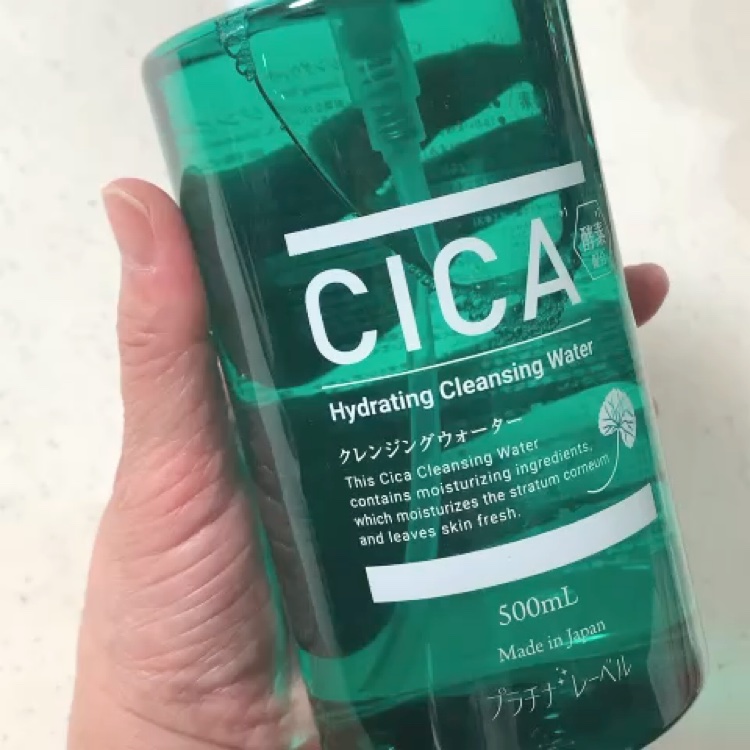 CICA
酵素
Hydrating Cleansing Water
クレンジングウォーター
This Cica Cleansing Water
contains moisturizing ingredients,
which moisturizes the stratum corneum
and leaves skin fresh.
500mL
Made in Japan
プラチナレーベル